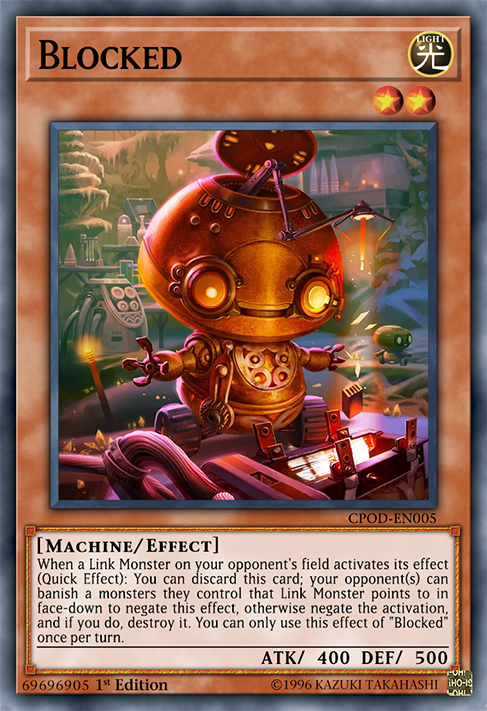 BLOCKED
LIGHT
光
CPOD-EN005
[MACHINE/EFFECT]
When a Link Monster on your opponent's field activates its effect
(Quick Effect): You can discard this card; your opponent(s) can
banish a monsters they control that Link Monster points to in
face-down to negate this effect, otherwise negate the activation,
and if you do, destroy it. You can only use this effect of "Blocked"
once per turn.
ATK/ 400 DEF/ 500
69696905 1st Edition ©1996 KAZUKI TAKAHASHI